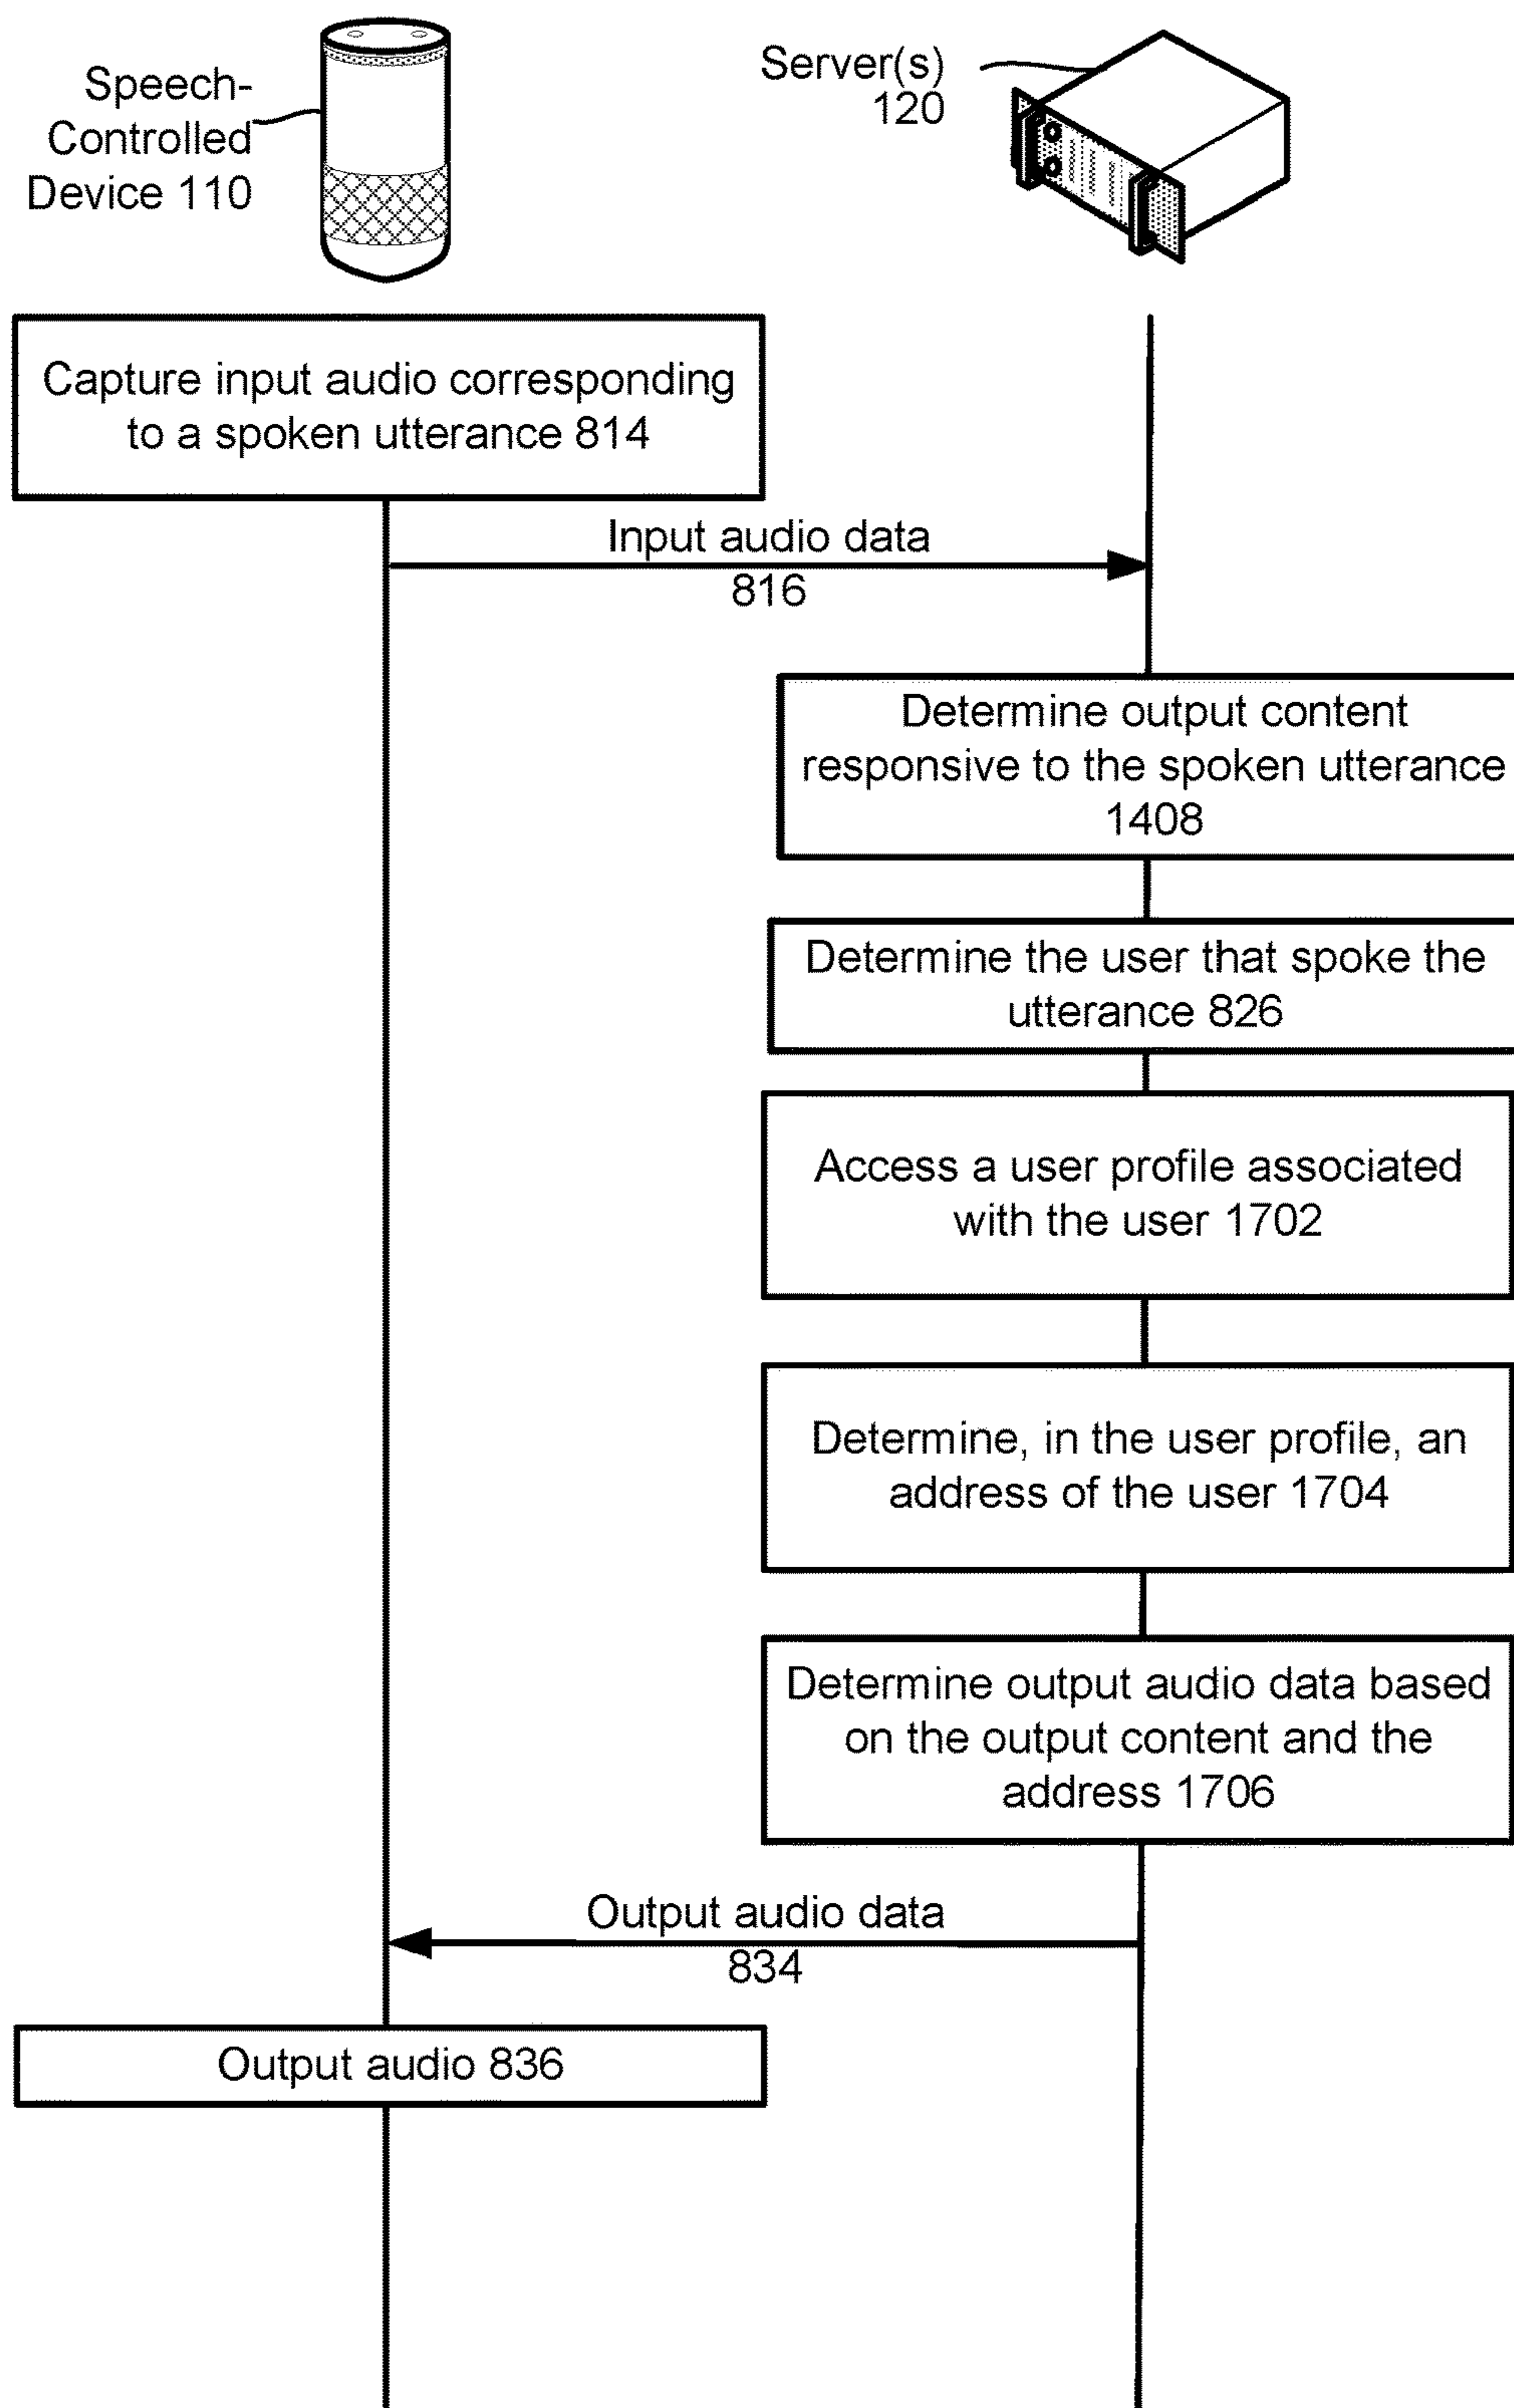 Speech-
Controlled
Device 110
Server(s)
120
Capture input audio corresponding
to a spoken utterance 814
Input audio data
816
Determine output content
responsive to the spoken utterance
1408
Determine the user that spoke the
utterance 826
Access a user profile associated
with the user 1702
Determine, in the user profile, an
address of the user 1704
Determine output audio data based
on the output content and the
address 1706
Output audio data
834
Output audio 836